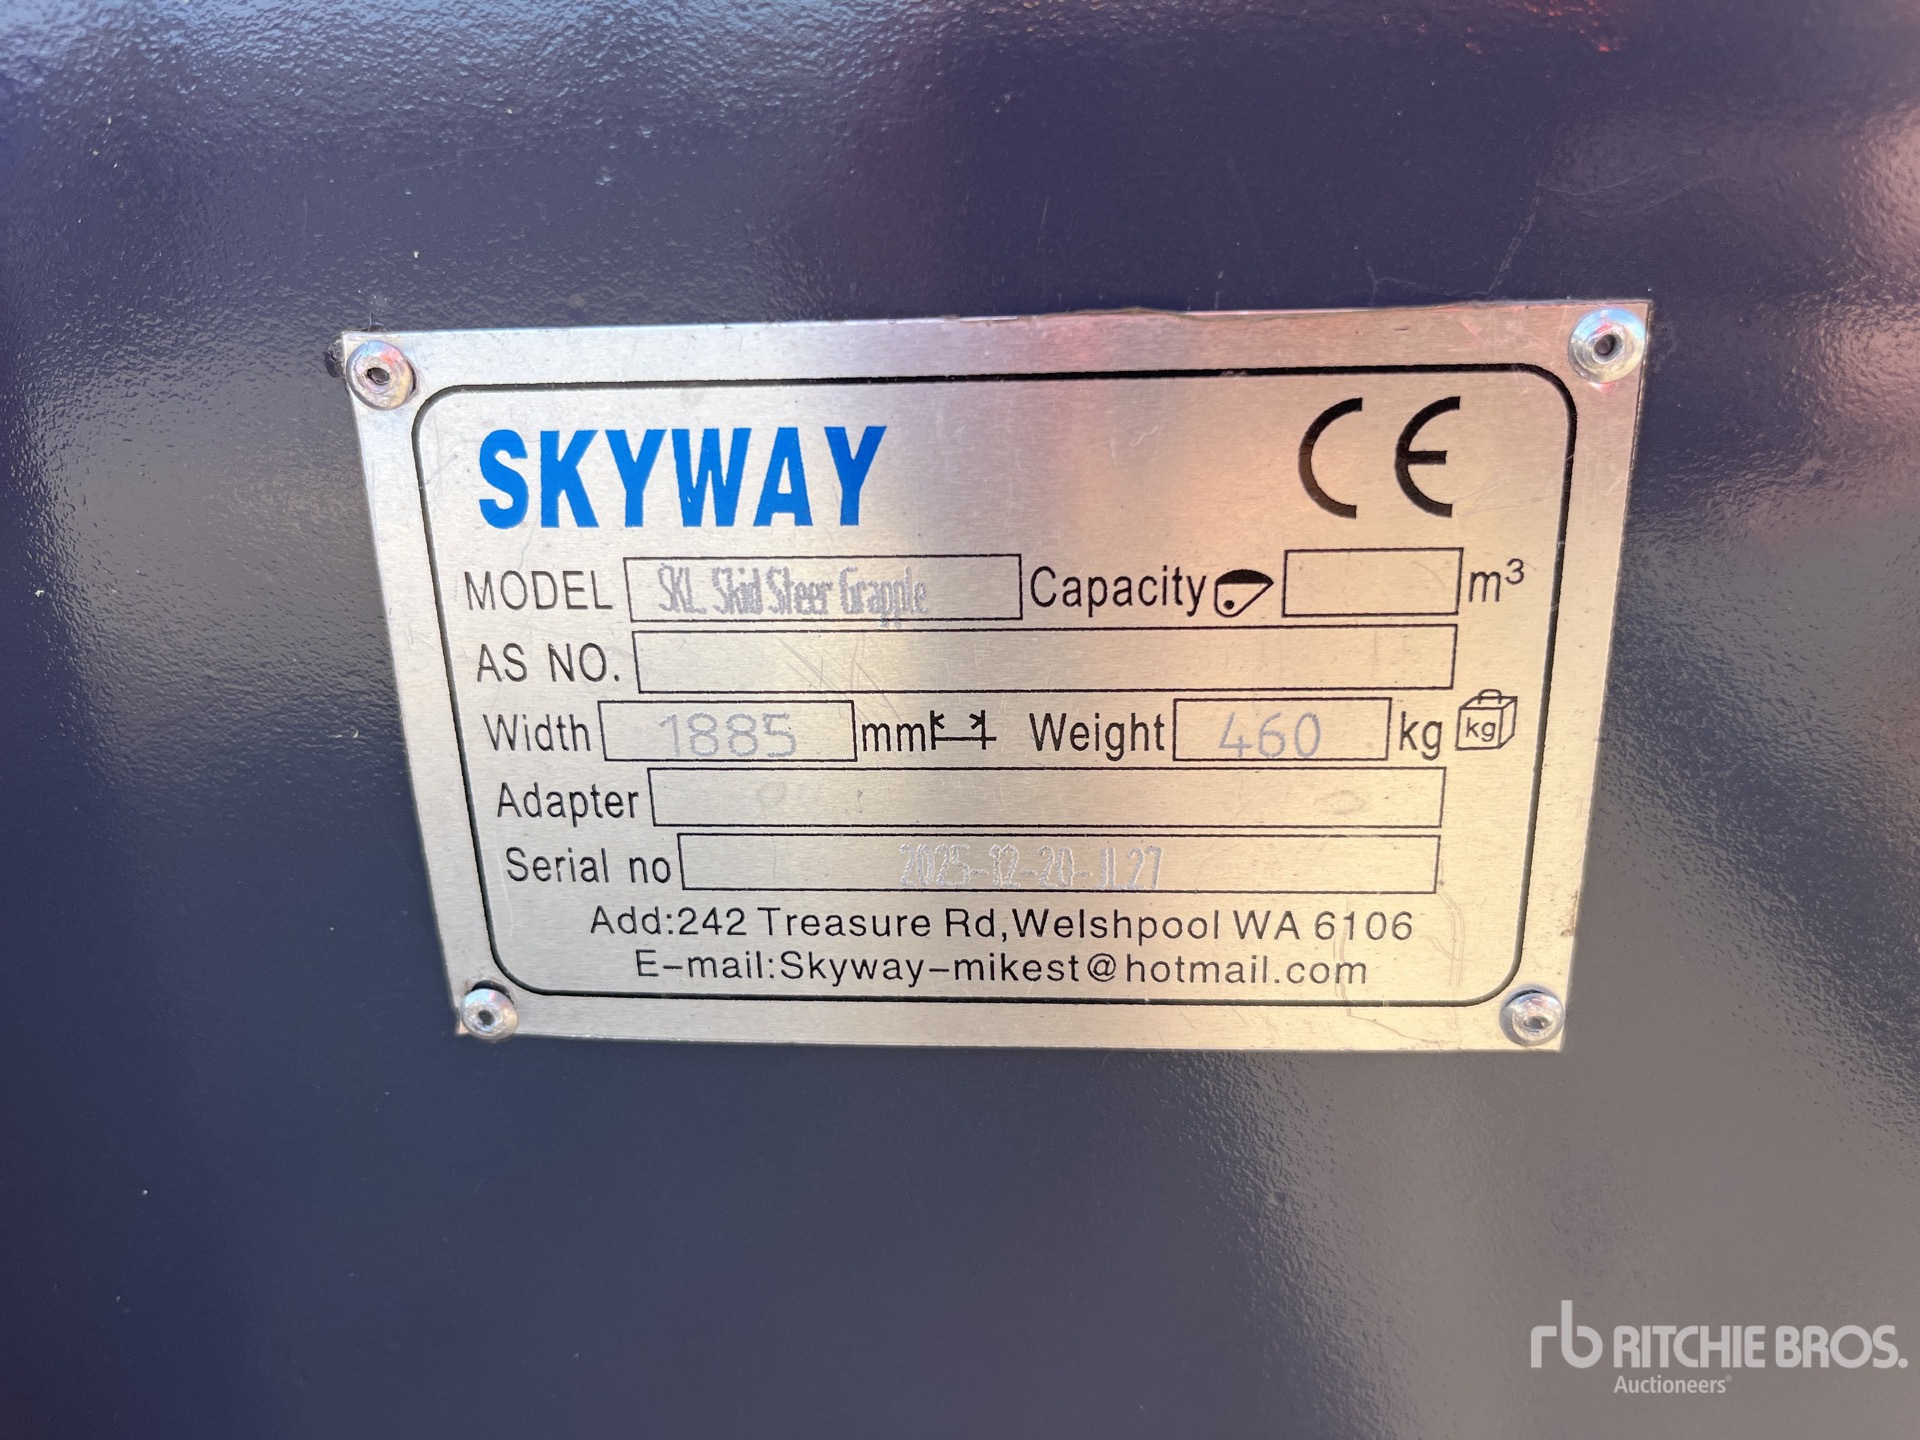 SKYWAY CE
MODEL SKL Skid Steer Grapple Capacity m³
AS NO.
Width 1885 mm Weight 460 kg kg
Adapter
Serial no 2025-12-20-JL27
Add:242 Treasure Rd,Welshpool WA 6106
E-mail:Skyway-mikest@hotmail.com
rb RITCHIE BROS.
Auctioneers